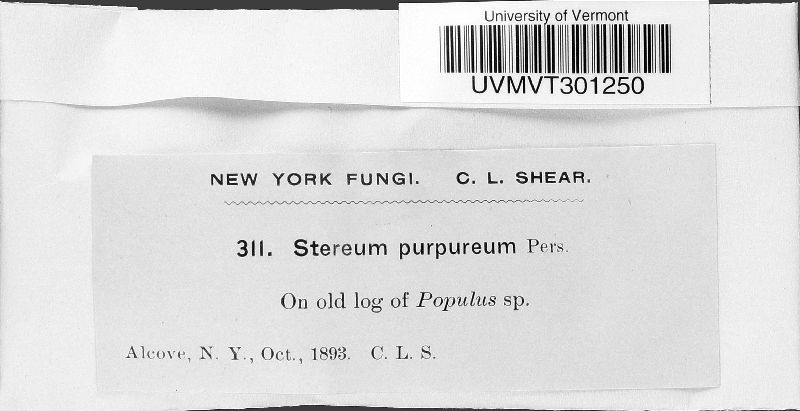 University of Vermont
UVMVT301250
NEW YORK FUNGI. C. L. SHEAR.
311. Stereum purpureum Pers.
On old log of Populus sp.
Alcove, N. Y., Oct., 1893. C. L. S.